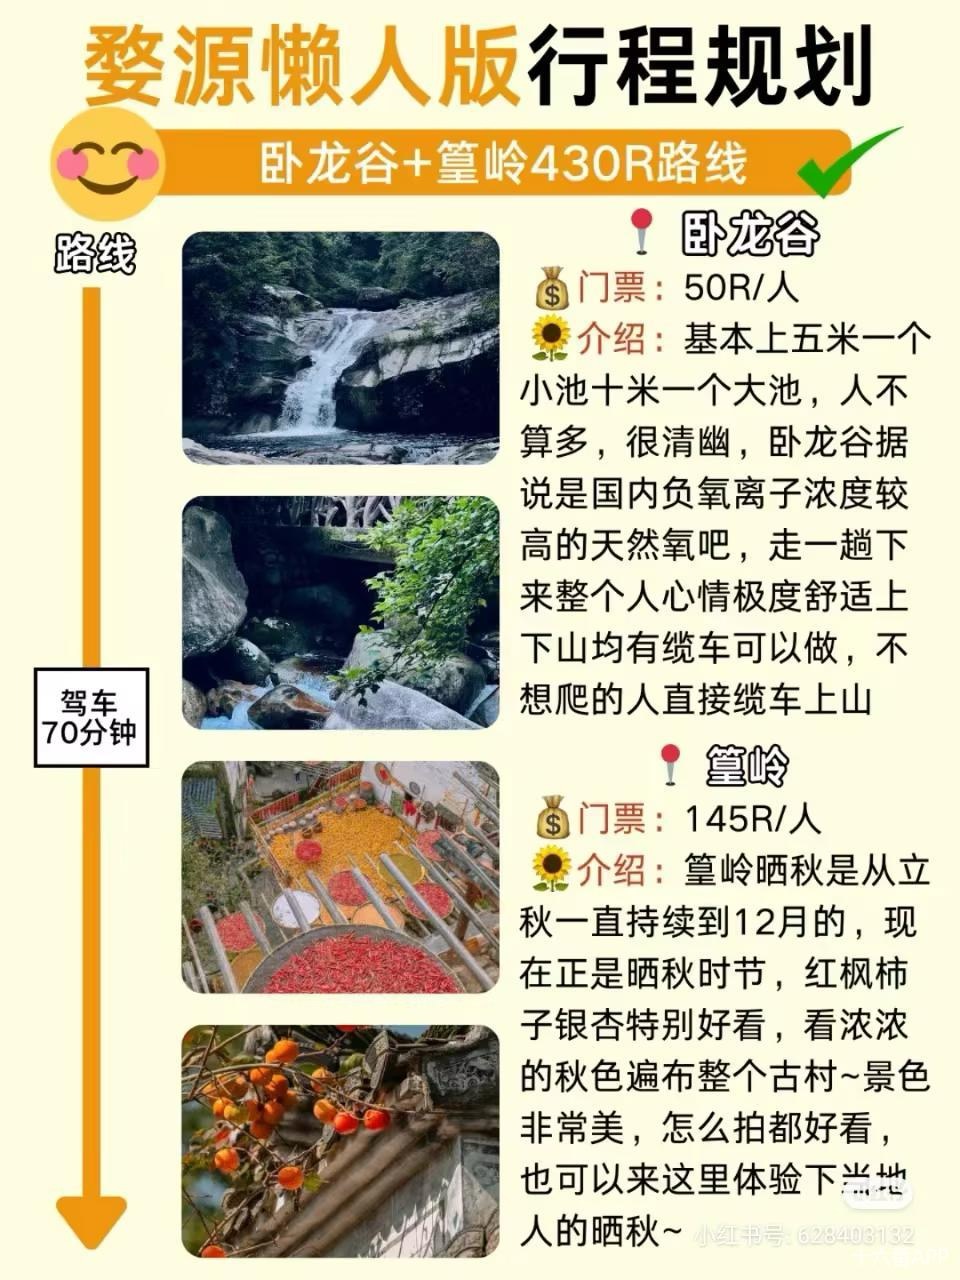 婺源懒人版行程规划
卧龙谷+篁岭430R路线
路线
卧龙谷
门票：50R/人
介绍：基本上五米一个
小池十米一个大池，人不
算多，很清幽，卧龙谷据
说是国内负氧离子浓度较
高的天然氧吧，走一趟下
来整个人心情极度舒适上
下山均有缆车可以做，不
想爬的人直接缆车上山
驾车
70分钟
篁岭
门票：145R/人
介绍：篁岭晒秋是从立
秋一直持续到12月的，现
在正是晒秋时节，红枫柿
子银杏特别好看，看浓浓
的秋色遍布整个古村~景色
非常美，怎么拍都好看，
也可以来这里体验下当地
人的晒秋~
小红书
小红书号: 628403132